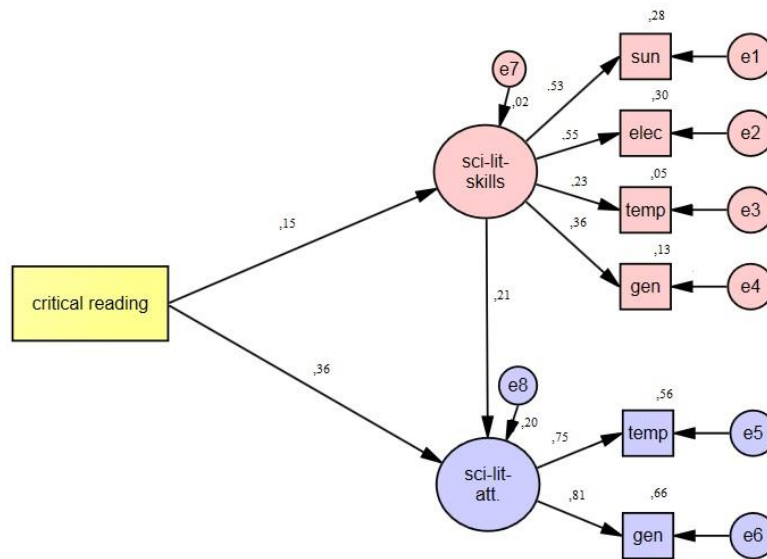 ,28
sun
e1
e7
.53
,02
,30
.55
elec
e2
sci-lit-
skills
,05
,23
temp
e3
,36
,15
,13
gen
e4
critical reading
,21
,36
e8
,56
,20
,75
temp
e5
sci-lit-
att.
,66
,81
gen
e6